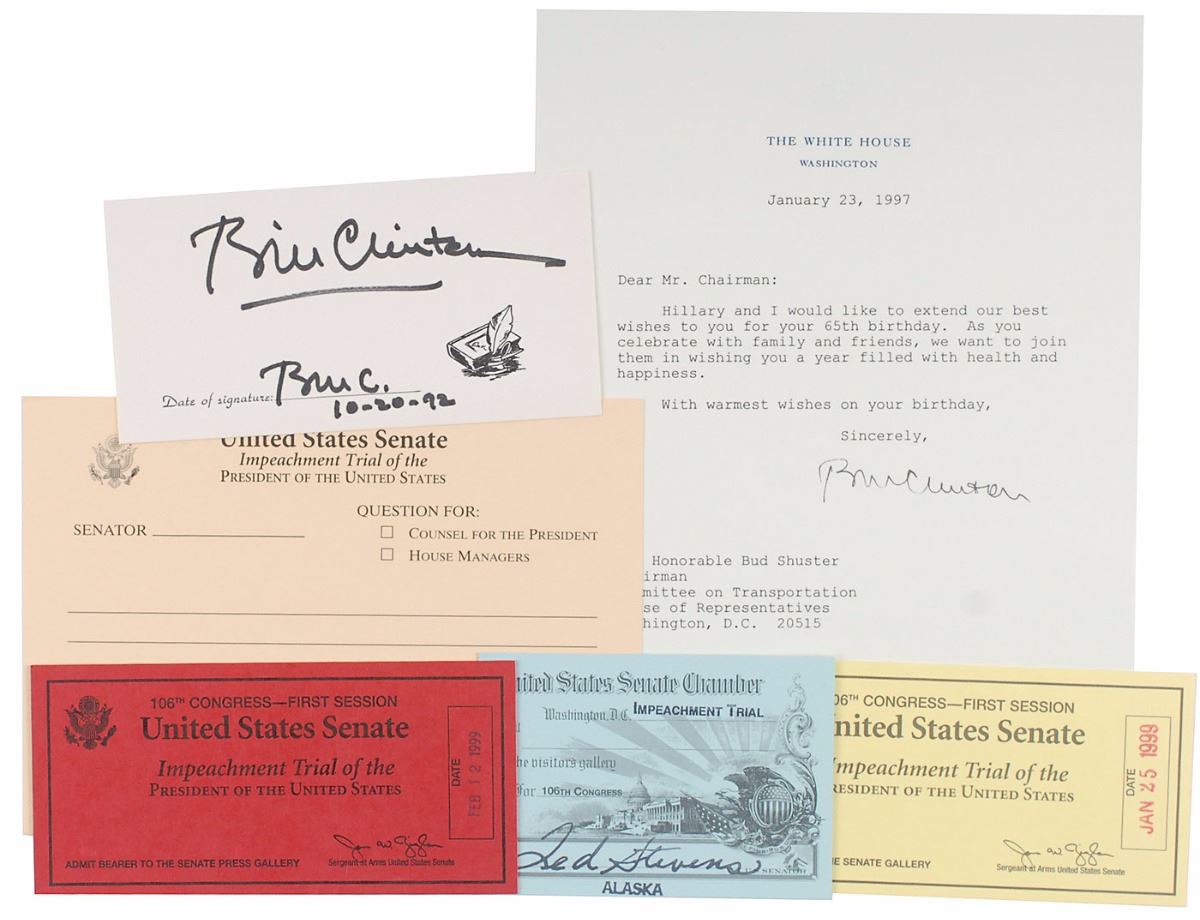 THE WHITE HOUSE
WASHINGTON
January 23, 1997
Dear Mr. Chairman:
Hillary and I would like to extend our best
wishes to you for your 65th birthday. As you
celebrate with family and friends, we want to join
them in wishing you a year filled with health and
happiness.
With warmest wishes on your birthday,
Sincerely,
Bill Clinton
Honorable Bud Shuster
irman
mittee on Transportation
se of Representatives
hington, D.C. 20515
Bill Clinton
Date of signature: Bill C.
10-20-92
United States Senate
Impeachment Trial of the
PRESIDENT OF THE UNITED STATES
QUESTION FOR:
SENATOR
☐ COUNSEL FOR THE PRESIDENT
☐ HOUSE MANAGERS
106TH CONGRESS—FIRST SESSION
United States Senate
Impeachment Trial of the
PRESIDENT OF THE UNITED STATES
DATE
FEB 12 1999
ADMIT BEARER TO THE SENATE PRESS GALLERY
Sergeant at Arms United States Senate
nited States Senate Chamber
Washington, D.C. IMPEACHMENT TRIAL
he visitors gallery
For 106TH CONGRESS
Ted Stevens
SENATOR
ALASKA
06TH CONGRESS—FIRST SESSION
nited States Senate
Impeachment Trial of the
RESIDENT OF THE UNITED STATES
DATE
JAN 25 1999
HE SENATE GALLERY
Sergeant at Arms United States Senate